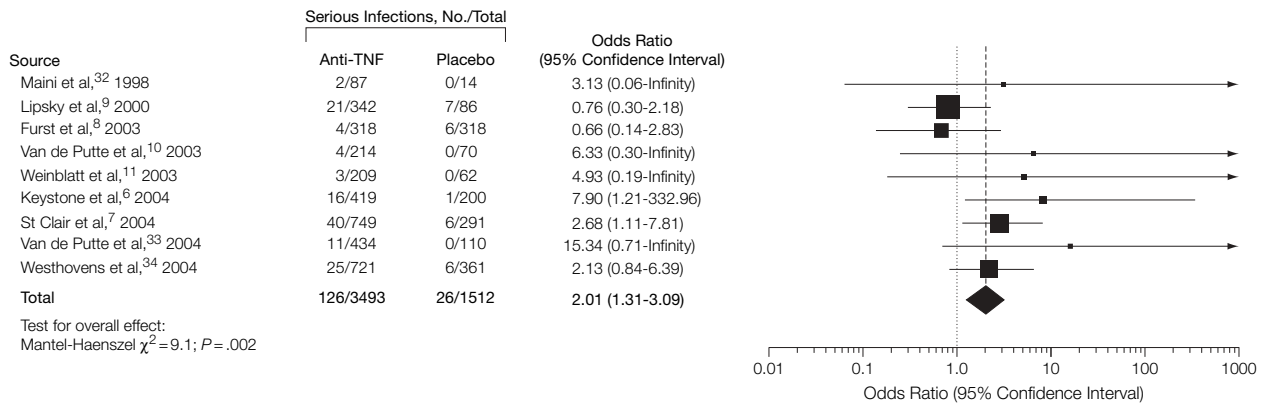 Serious Infections, No./Total
Odds Ratio
Source Anti-TNF Placebo (95% Confidence Interval)
Maini et al,32 1998 2/87 0/14 3.13 (0.06-Infinity)
Lipsky et al,9 2000 21/342 7/86 0.76 (0.30-2.18)
Furst et al,8 2003 4/318 6/318 0.66 (0.14-2.83)
Van de Putte et al,10 2003 4/214 0/70 6.33 (0.30-Infinity)
Weinblatt et al,11 2003 3/209 0/62 4.93 (0.19-Infinity)
Keystone et al,6 2004 16/419 1/200 7.90 (1.21-332.96)
St Clair et al,7 2004 40/749 6/291 2.68 (1.11-7.81)
Van de Putte et al,33 2004 11/434 0/110 15.34 (0.71-Infinity)
Westhovens et al,34 2004 25/721 6/361 2.13 (0.84-6.39)
Total 126/3493 26/1512 2.01 (1.31-3.09)
Test for overall effect:
Mantel-Haenszel χ2=9.1; P=.002
0.01 0.1 1.0 10 100 1000
Odds Ratio (95% Confidence Interval)